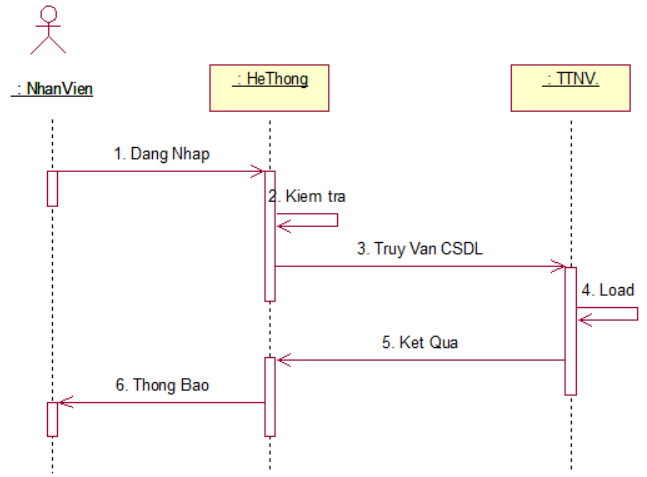 : NhanVien
: HeThong
: TTNV.
1. Dang Nhap
2. Kiem tra
3. Truy Van CSDL
4. Load
5. Ket Qua
6. Thong Bao